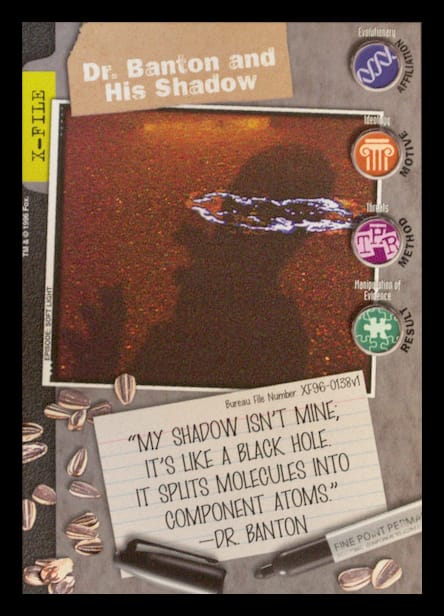 Dr. Banton and
His Shadow
X-FILE
TM & © 1996 Fox.
EPISODE: SOFT LIGHT
Evolutionary
AFFILIATION
Ideology
MOTIVE
Threats
METHOD
Manipulation of
Evidence
RESULT
Bureau File Number XF96-0138v1
"MY SHADOW ISN'T MINE;
IT'S LIKE A BLACK HOLE.
IT SPLITS MOLECULES INTO
COMPONENT ATOMS."
—DR. BANTON
FINE POINT PERMA